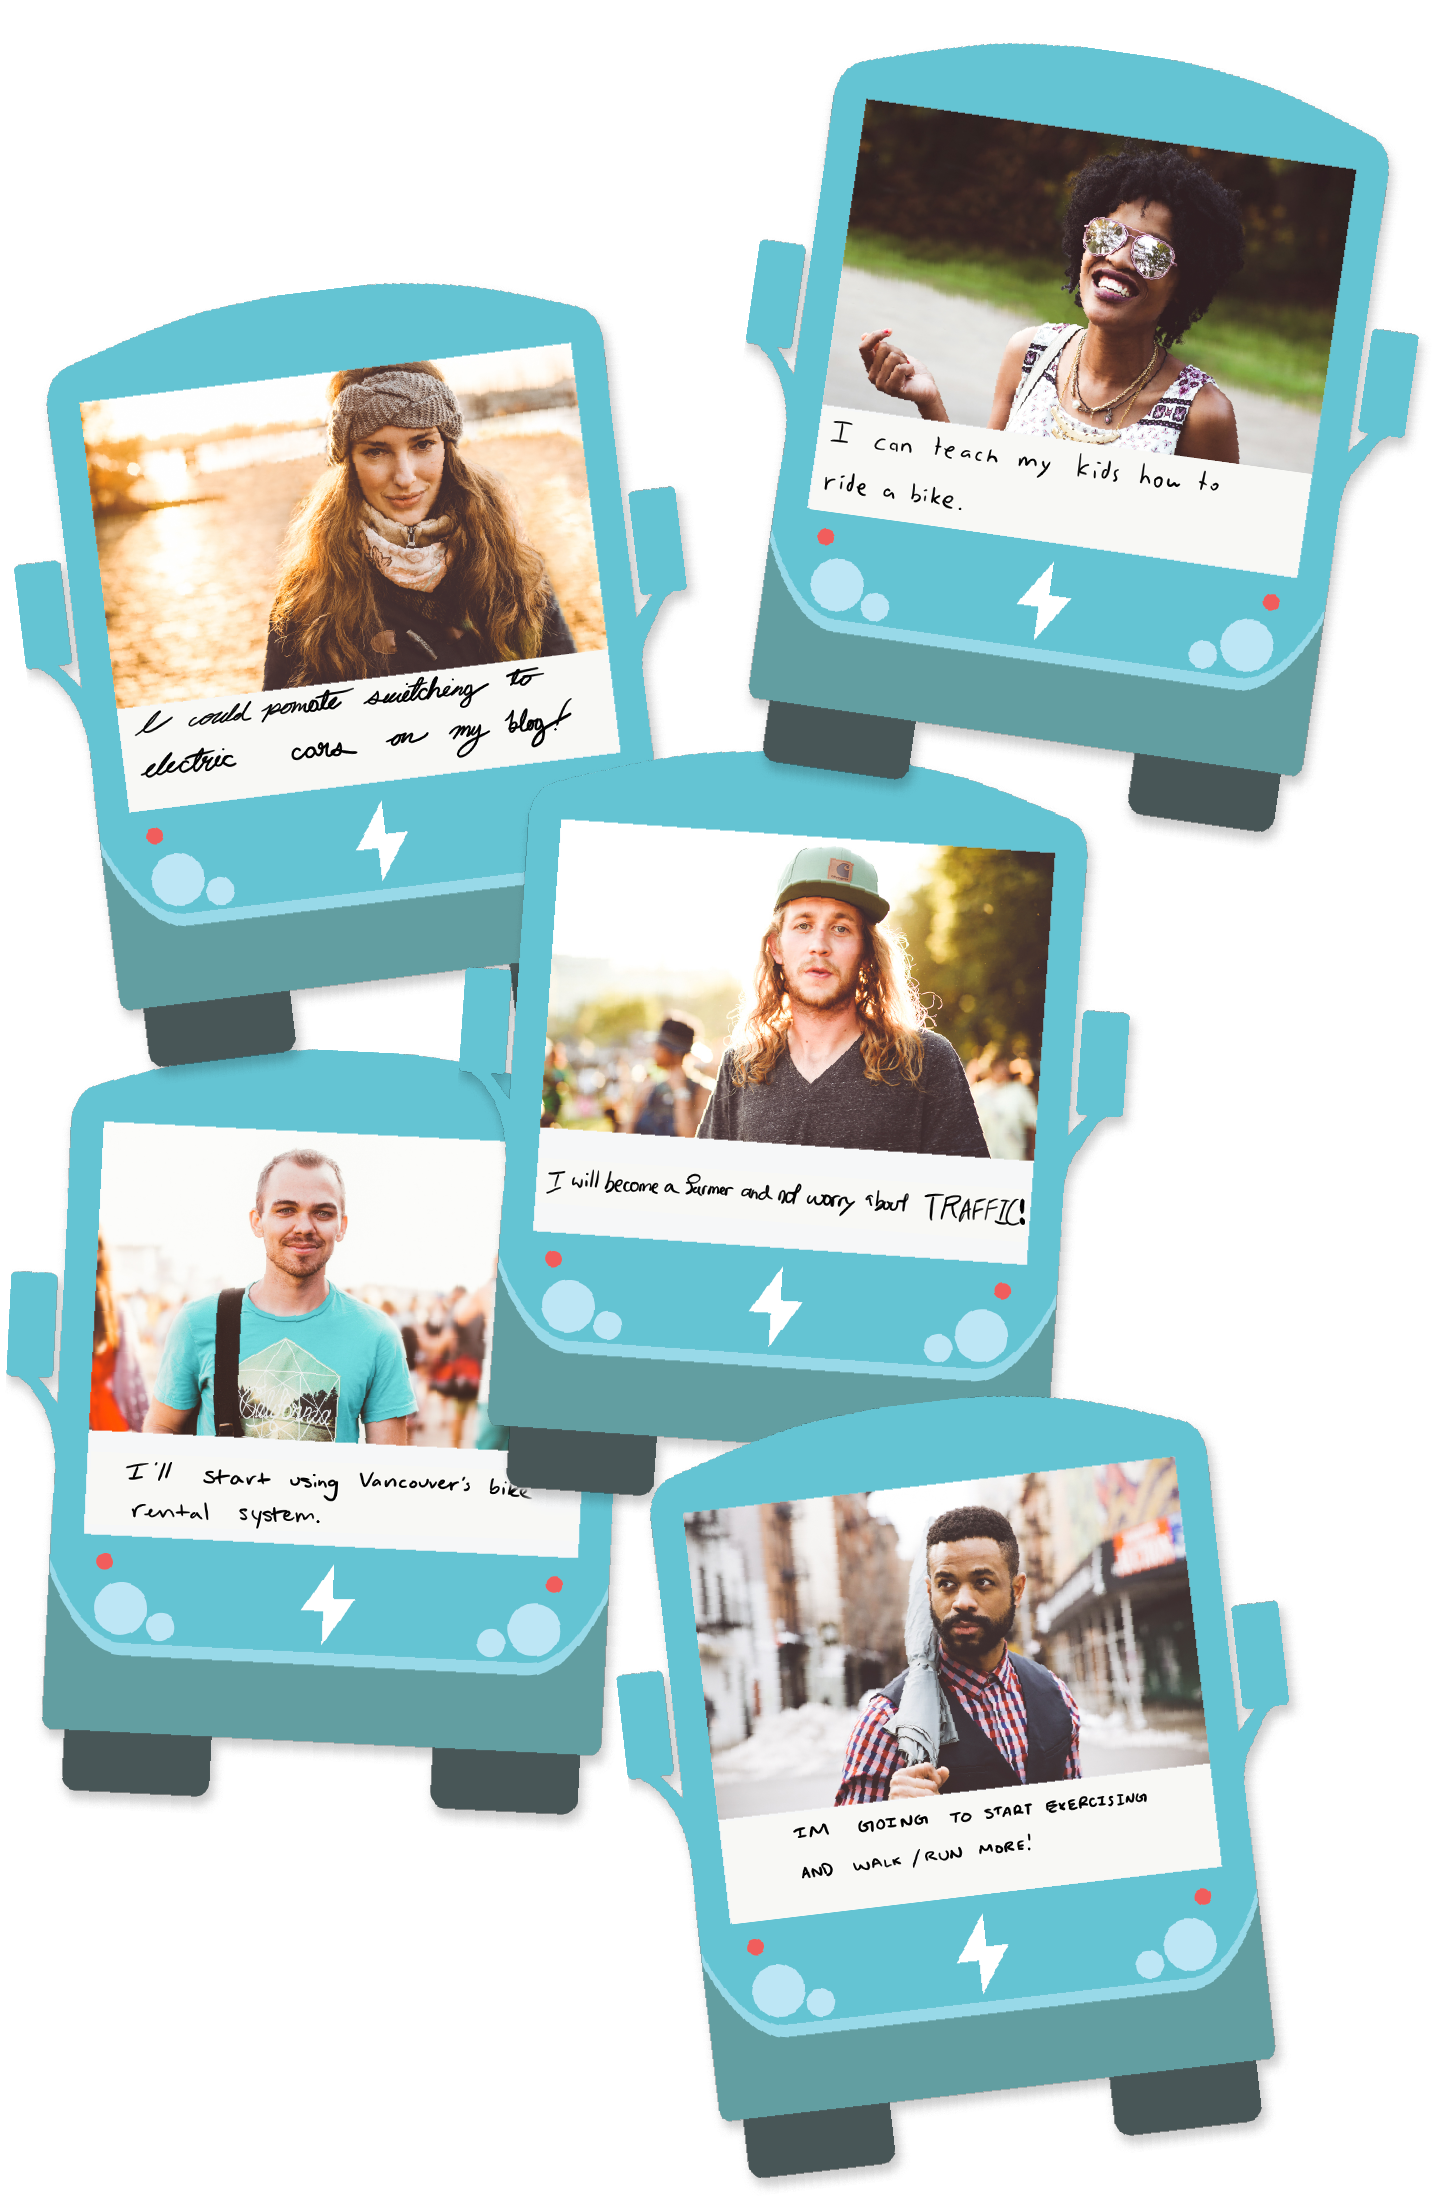 I can teach my kids how to
ride a bike.
I could pomote switching to
electric cars on my blog!
I will become a farmer and not worry about TRAFFIC!
California
I'll start using Vancouver's bike
rental system.
IM GOING TO START EXERCISING
AND WALK / RUN MORE!